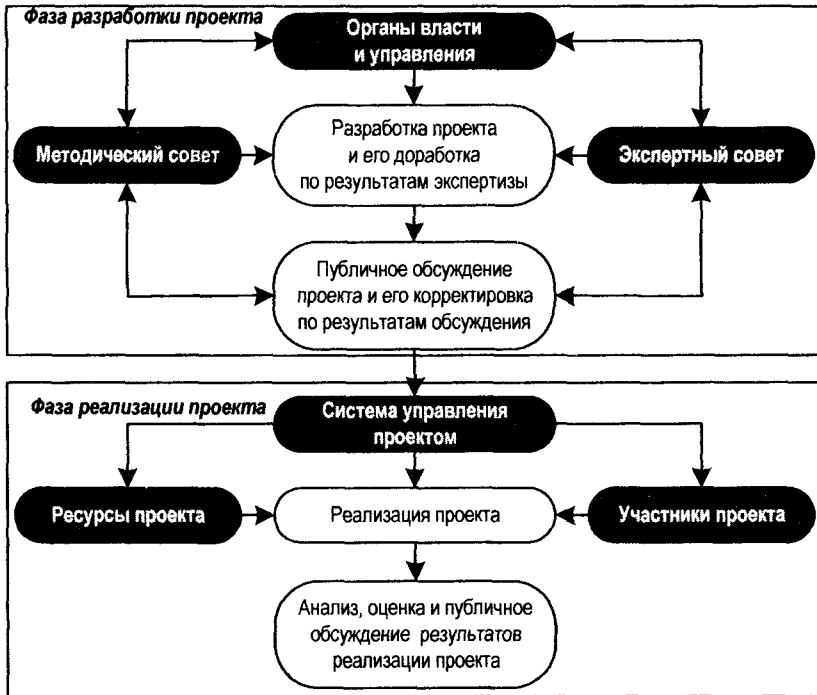 Фаза разработки проекта
Органы власти
и управления
Методический совет
Разработка проекта
и его доработка
по результатам экспертизы
Экспертный совет
Публичное обсуждение
проекта и его корректировка
по результатам обсуждения
Фаза реализации проекта
Система управления
проектом
Ресурсы проекта
Реализация проекта
Участники проекта
Анализ, оценка и публичное
обсуждение результатов
реализации проекта